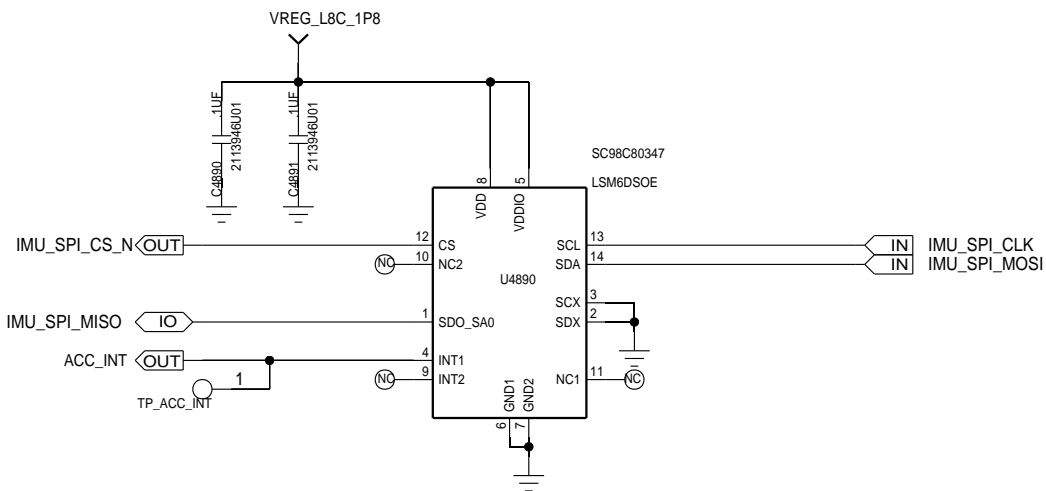 VREG_L8C_1P8
.1UF
2113946U01
C4890
.1UF
2113946U01
C4891
SC98C80347
LSM6DSOE
8
VDD
5
VDDIO
IMU_SPI_CS_N OUT
12 CS
SCL 13
IN IMU_SPI_CLK
NC 10 NC2
SDA 14
IN IMU_SPI_MOSI
U4890
SCX 3
IMU_SPI_MISO IO
1 SDO_SA0
SDX 2
ACC_INT OUT
4 INT1
NC 9 INT2
NC1 11 NC
1
TP_ACC_INT
GND1
6
GND2
7